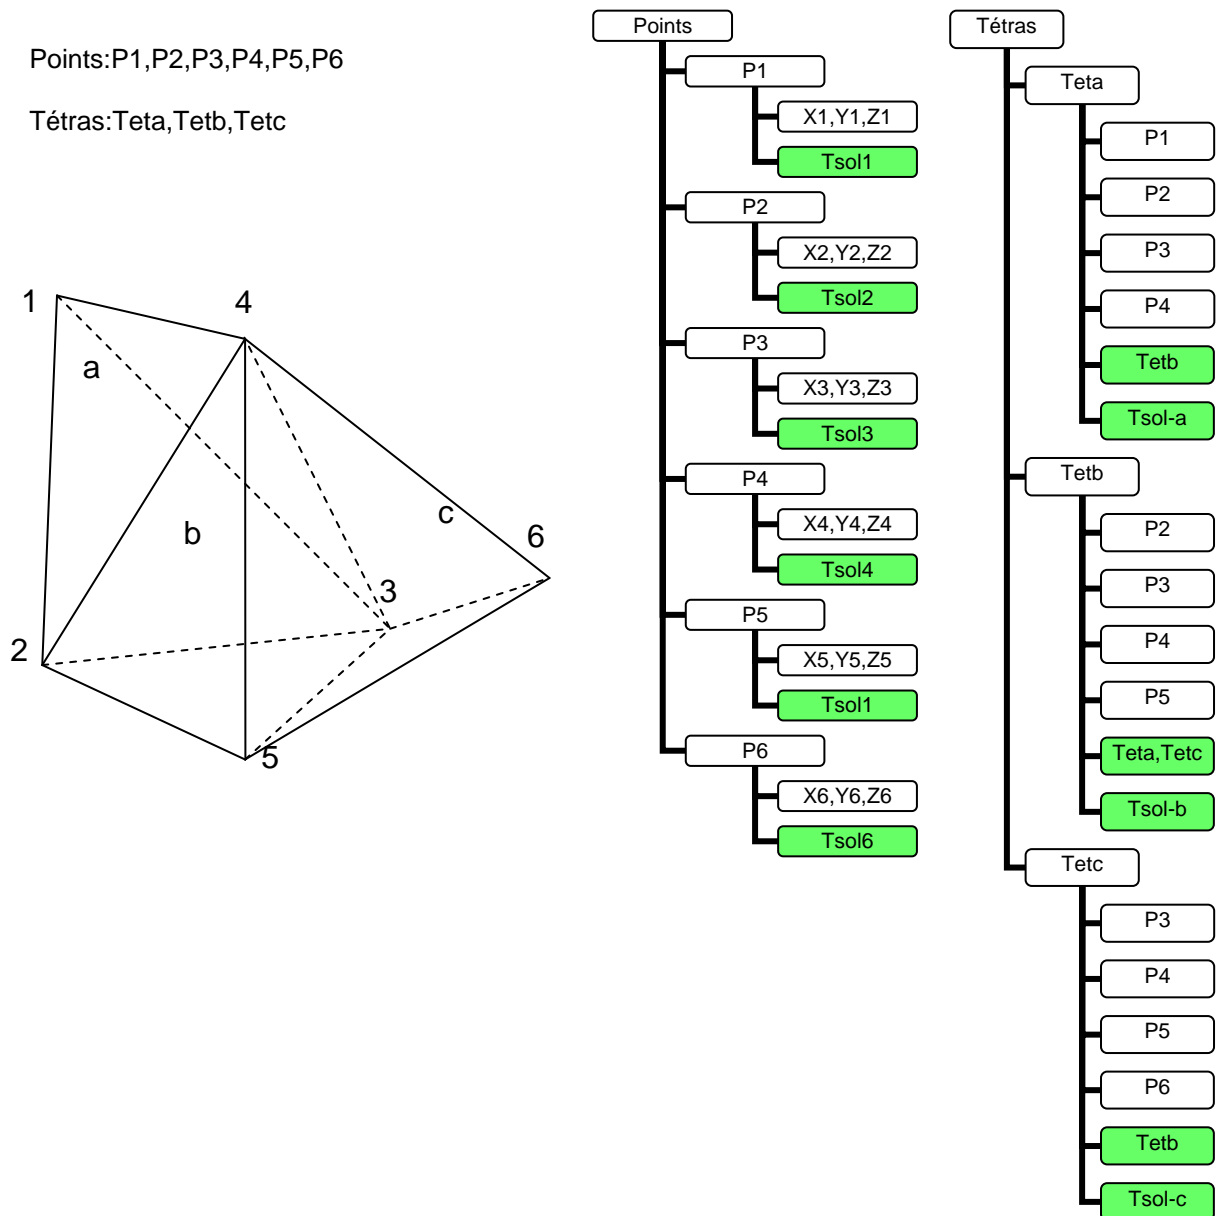 Points:P1,P2,P3,P4,P5,P6
Tétras:Teta,Tetb,Tetc
1
4
a
b
c
6
3
2
5
Points
P1
X1,Y1,Z1
Tsol1
P2
X2,Y2,Z2
Tsol2
P3
X3,Y3,Z3
Tsol3
P4
X4,Y4,Z4
Tsol4
P5
X5,Y5,Z5
Tsol1
P6
X6,Y6,Z6
Tsol6
Tétras
Teta
P1
P2
P3
P4
Tetb
Tsol-a
Tetb
P2
P3
P4
P5
Teta,Tetc
Tsol-b
Tetc
P3
P4
P5
P6
Tetb
Tsol-c